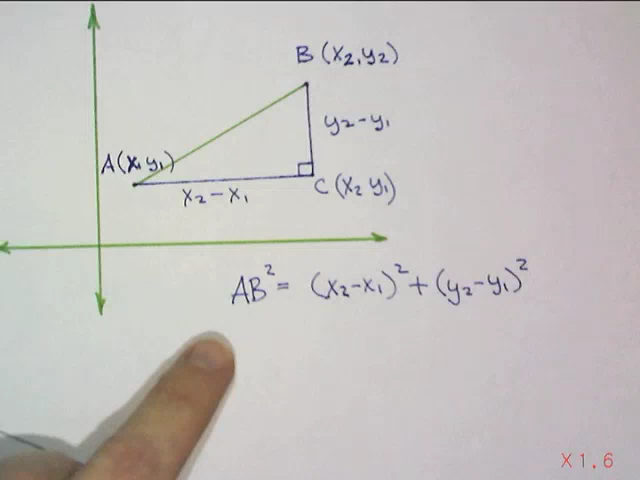 B (x₂, y₂)
y₂ - y₁
A (x₁ y₁)
C (x₂ y₁)
x₂ - x₁
AB² = (x₂ - x₁)² + (y₂ - y₁)²
X 1.6